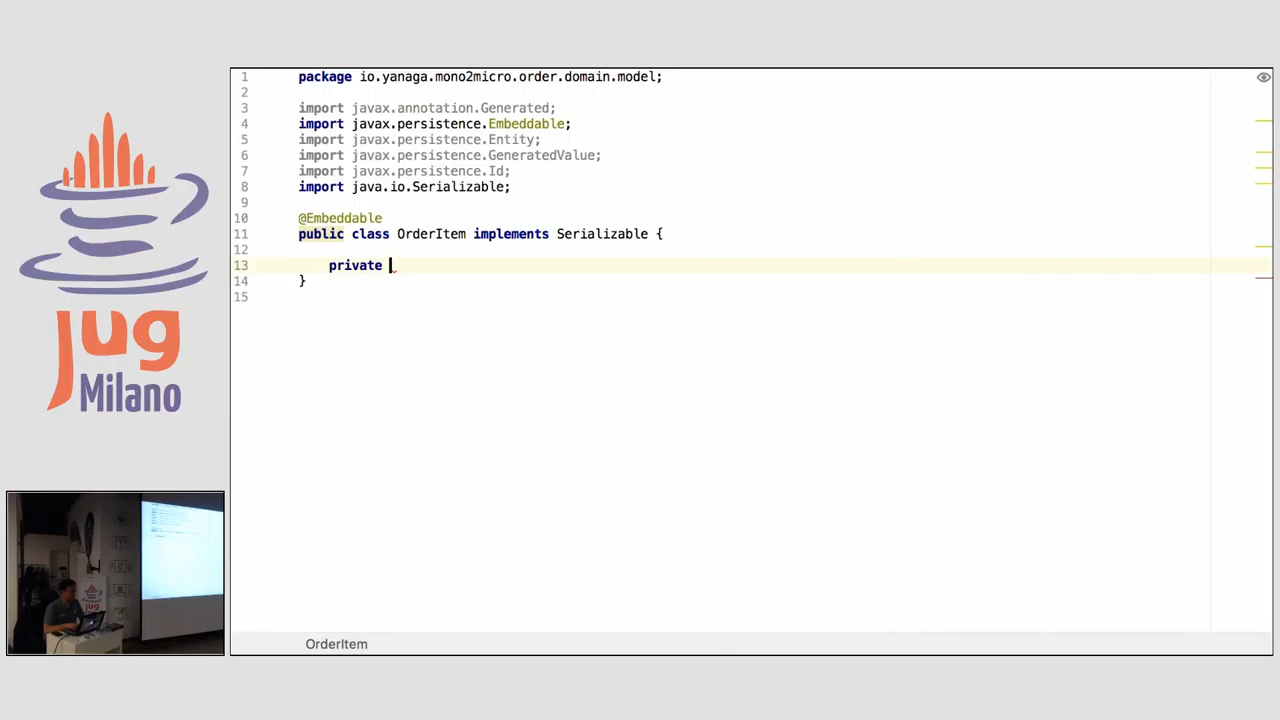 1 package io.yanaga.mono2micro.order.domain.model;
2
3 import javax.annotation.Generated;
4 import javax.persistence.Embeddable;
5 import javax.persistence.Entity;
6 import javax.persistence.GeneratedValue;
7 import javax.persistence.Id;
8 import java.io.Serializable;
9
10 @Embeddable
11 public class OrderItem implements Serializable {
12
13 private
14 }
15
OrderItem
jug
Milano
jug